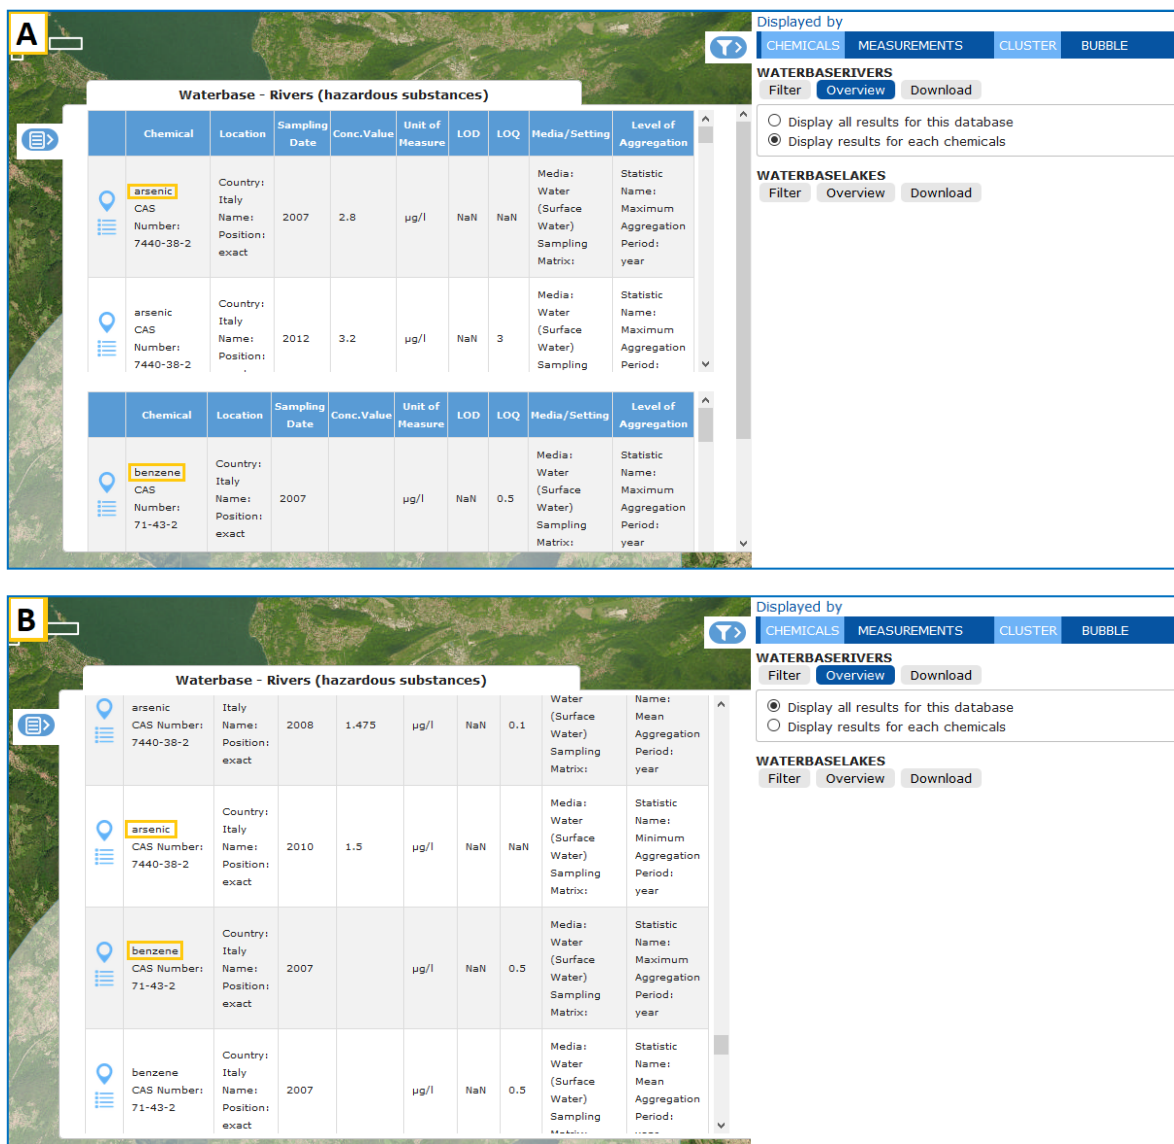 A
Waterbase - Rivers (hazardous substances)
Chemical Location Sampling Date Conc.Value Unit of Measure LOD LOQ Media/Setting Level of Aggregation
arsenic CAS Number: 7440-38-2 Country: Italy Name: Position: exact 2007 2.8 µg/l NaN NaN Media: Water (Surface Water) Sampling Matrix: Statistic Name: Maximum Aggregation Period: year
arsenic CAS Number: 7440-38-2 Country: Italy Name: Position: 2012 3.2 µg/l NaN 3 Media: Water (Surface Water) Sampling Statistic Name: Maximum Aggregation Period:
Chemical Location Sampling Date Conc.Value Unit of Measure LOD LOQ Media/Setting Level of Aggregation
benzene CAS Number: 71-43-2 Country: Italy Name: Position: exact 2007 µg/l NaN 0.5 Media: Water (Surface Water) Sampling Matrix: Statistic Name: Maximum Aggregation Period: year
Displayed by
CHEMICALS MEASUREMENTS CLUSTER BUBBLE
WATERBASERIVERS
Filter Overview Download
Display all results for this database
Display results for each chemicals
WATERBASELAKES
Filter Overview Download
B
Waterbase - Rivers (hazardous substances)
arsenic CAS Number: 7440-38-2 Italy Name: Position: exact 2008 1.475 µg/l NaN 0.1 Water (Surface Water) Sampling Matrix: Name: Mean Aggregation Period: year
arsenic CAS Number: 7440-38-2 Country: Italy Name: Position: exact 2010 1.5 µg/l NaN NaN Media: Water (Surface Water) Sampling Matrix: Statistic Name: Minimum Aggregation Period: year
benzene CAS Number: 71-43-2 Country: Italy Name: Position: exact 2007 µg/l NaN 0.5 Media: Water (Surface Water) Sampling Matrix: Statistic Name: Maximum Aggregation Period: year
benzene CAS Number: 71-43-2 Country: Italy Name: Position: exact 2007 µg/l NaN 0.5 Media: Water (Surface Water) Sampling Statistic Name: Mean Aggregation Period:
Displayed by
CHEMICALS MEASUREMENTS CLUSTER BUBBLE
WATERBASERIVERS
Filter Overview Download
Display all results for this database
Display results for each chemicals
WATERBASELAKES
Filter Overview Download